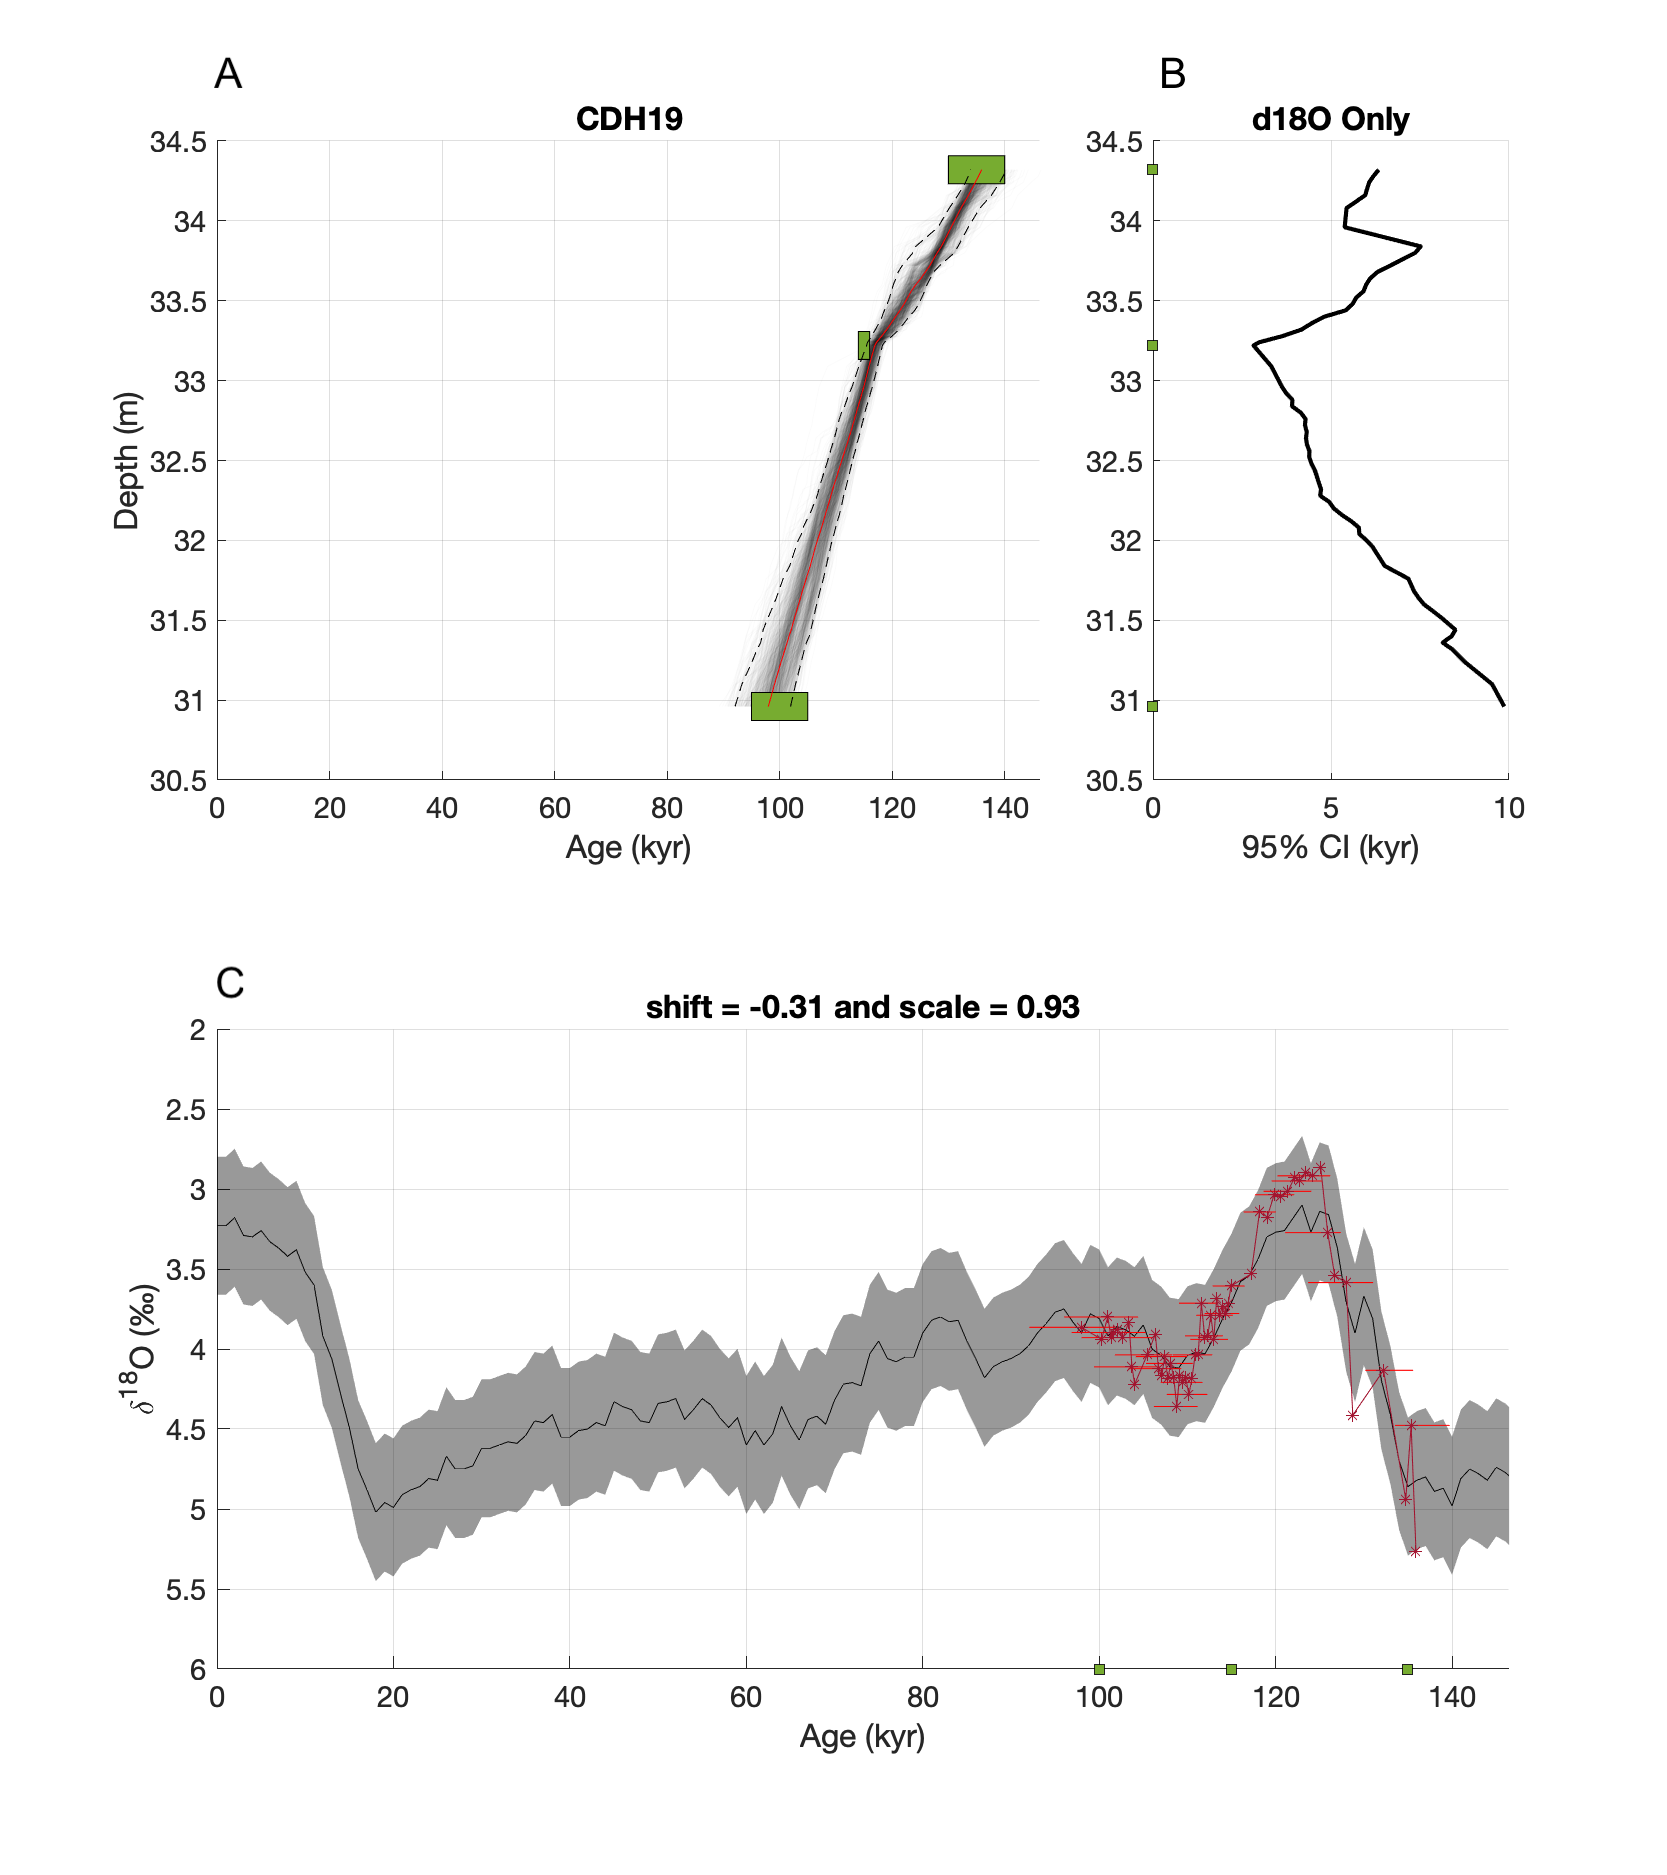 A
B
CDH19
d18O Only
34.5
34
33.5
33
32.5
32
31.5
31
30.5
Depth (m)
0 20 40 60 80 100 120 140
Age (kyr)
34.5
34
33.5
33
32.5
32
31.5
31
30.5
0 5 10
95% CI (kyr)
C
shift = -0.31 and scale = 0.93
2
2.5
3
3.5
4
4.5
5
5.5
6
δ18O (‰)
0 20 40 60 80 100 120 140
Age (kyr)